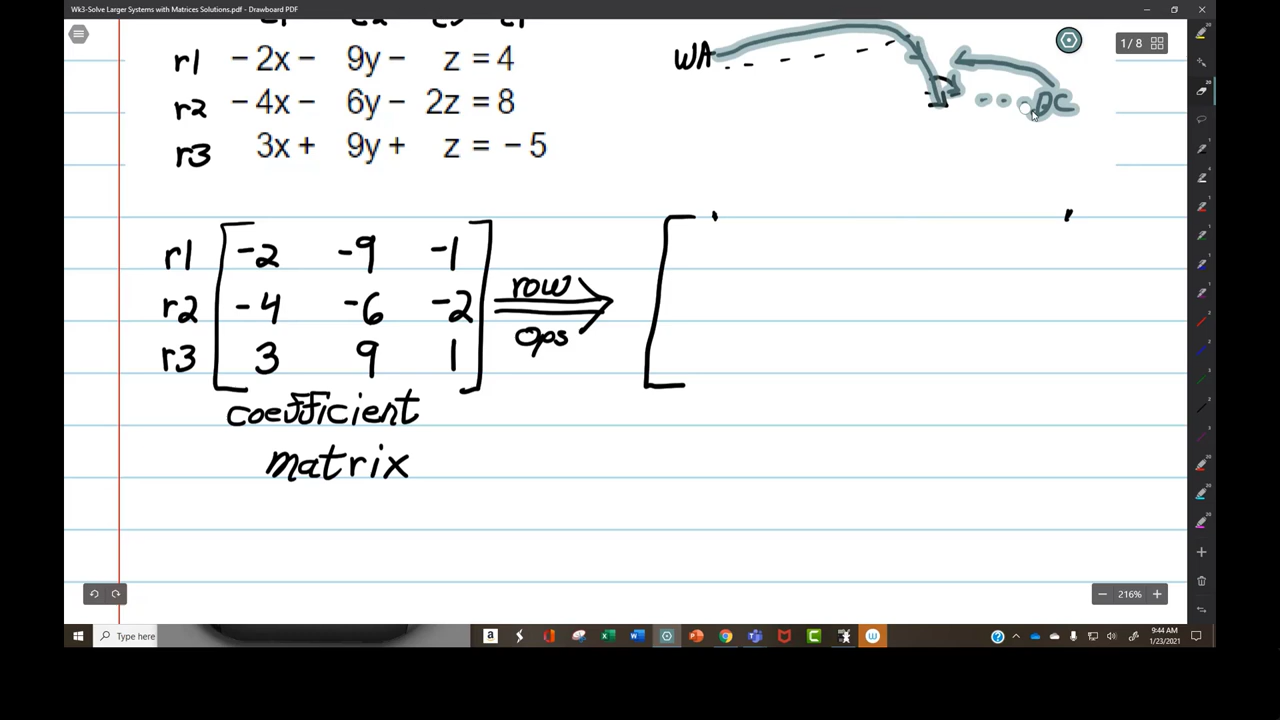 Wk3-Solve Larger Systems with Matrices Solutions.pdf - Drawboard PDF
1/8
r1 - 2x - 9y - z = 4
r2 - 4x - 6y - 2z = 8
r3 3x + 9y + z = - 5
WA
DC
r1 -2 -9 -1
r2 -4 -6 -2
r3 3 9 1
row
ops
coefficient
matrix
216%
Type here
9:44 AM
1/23/2021